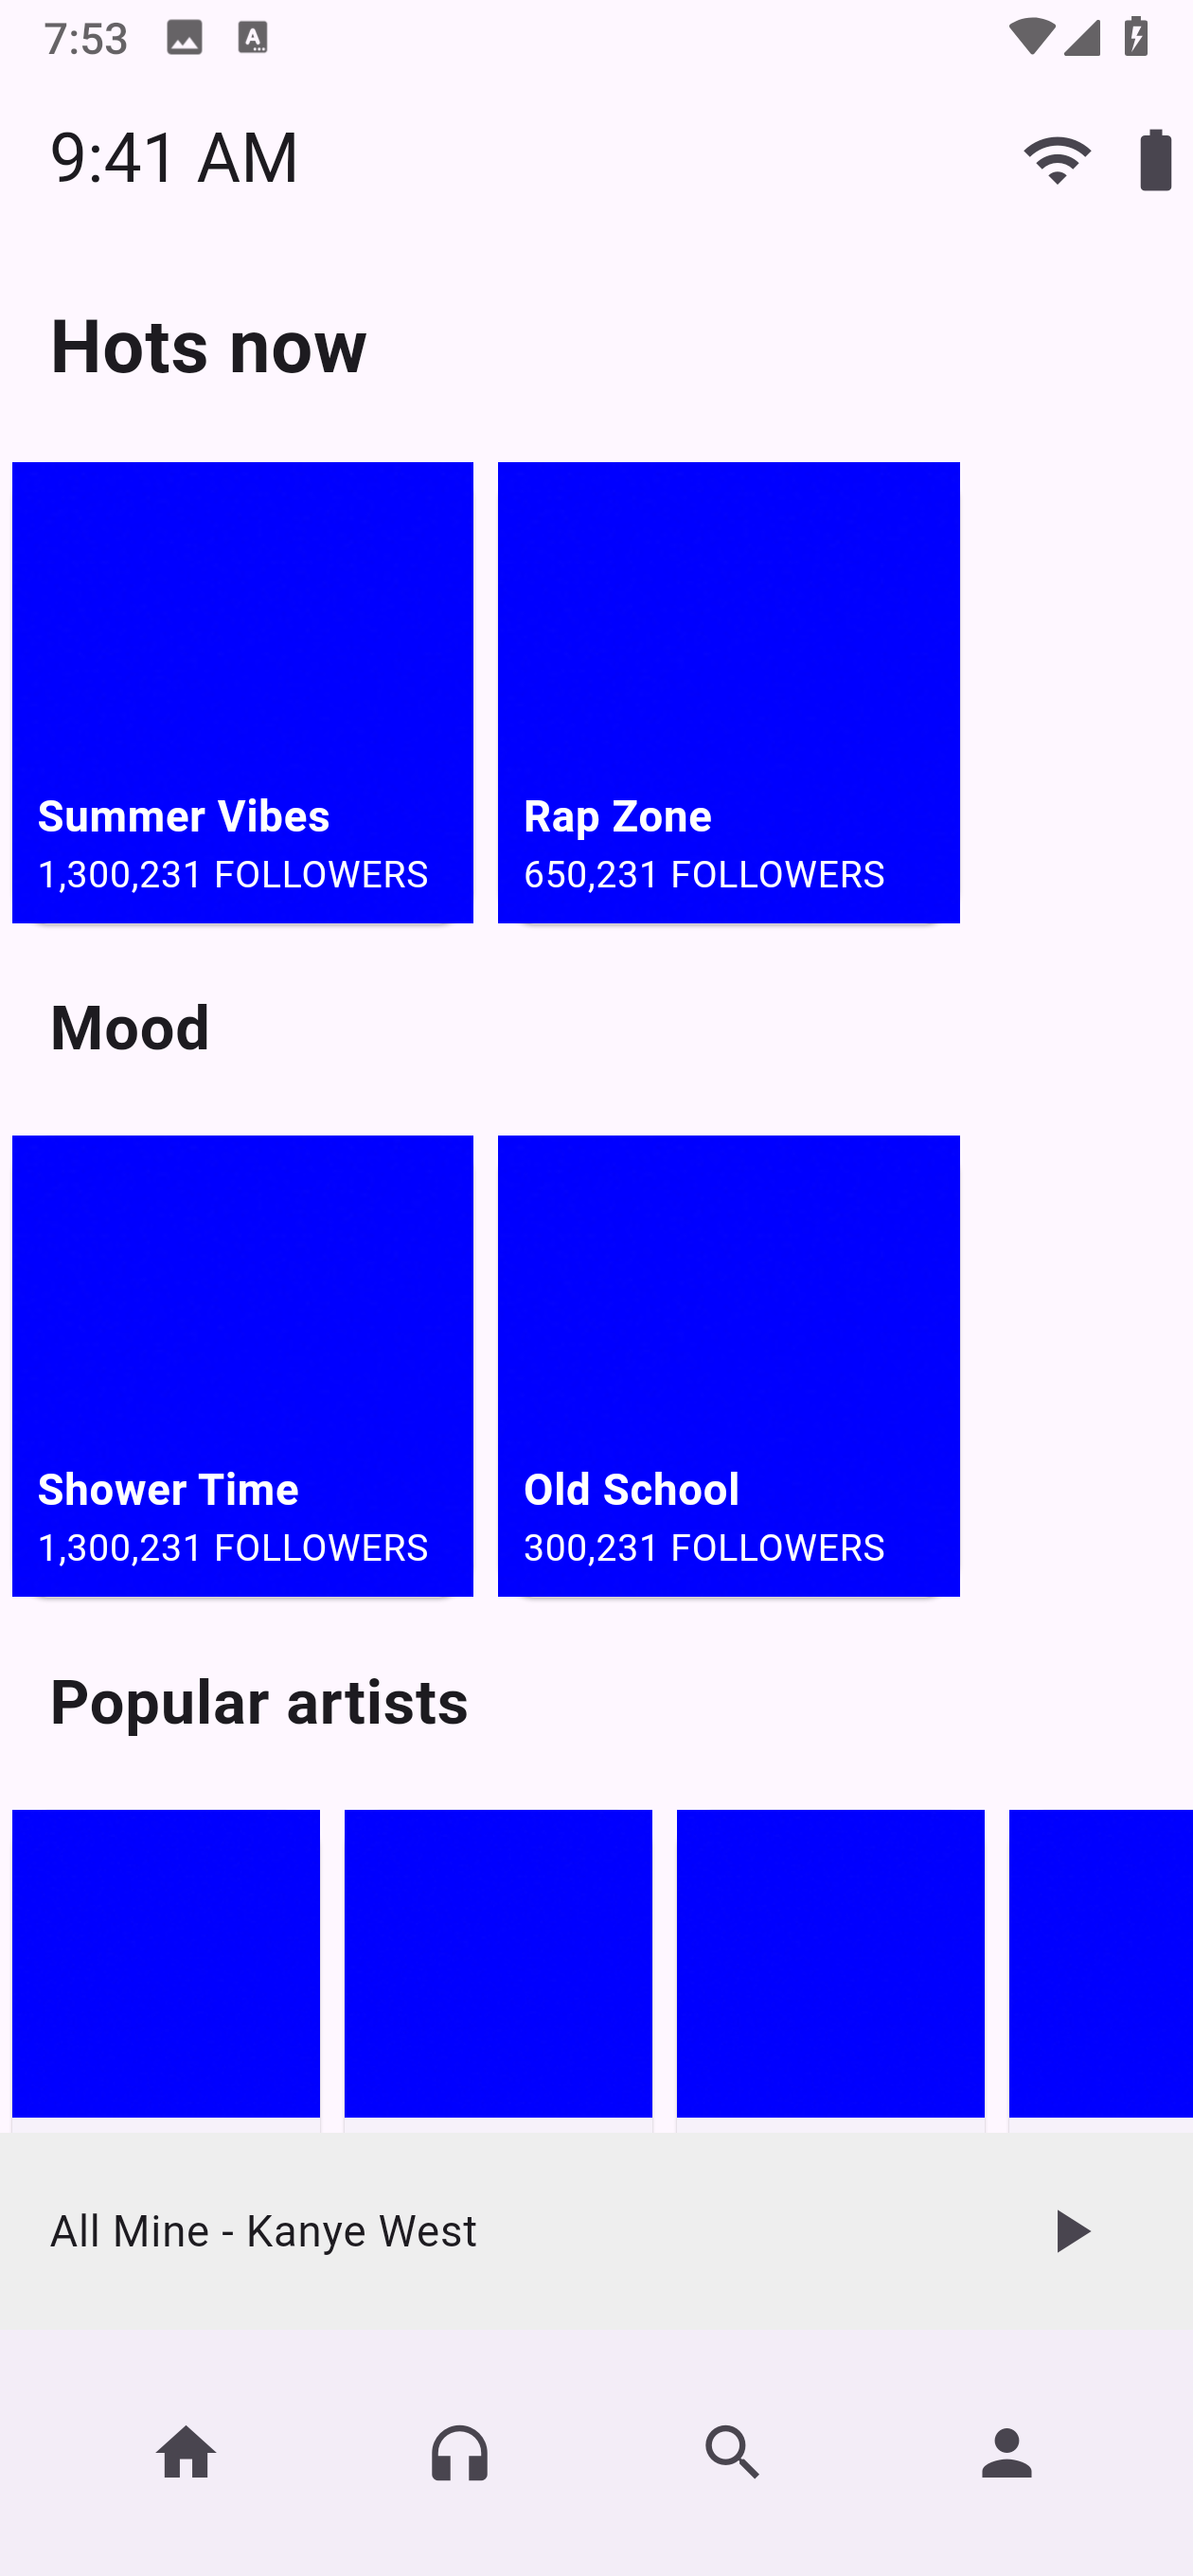 7:53
9:41 AM
Hots now
Summer Vibes
1,300,231 FOLLOWERS
Rap Zone
650,231 FOLLOWERS
Mood
Shower Time
1,300,231 FOLLOWERS
Old School
300,231 FOLLOWERS
Popular artists
All Mine - Kanye West